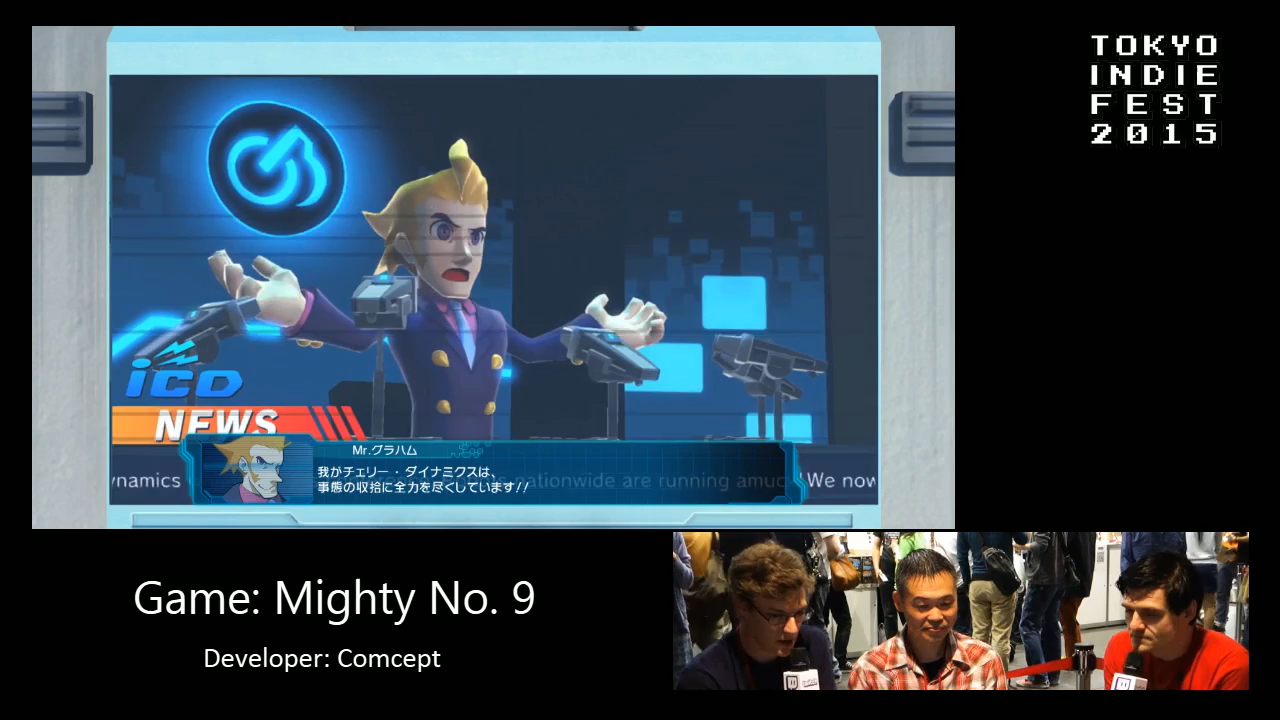 TOKYO
INDIE
FEST
2015
iCD
NEWS
Mr.グラハム
我がチェリー・ダイナミクスは、
事態の収拾に全力を尽くしています!!
ynamics
nationwide are running amuc
We now
Game: Mighty No. 9
Developer: Comcept